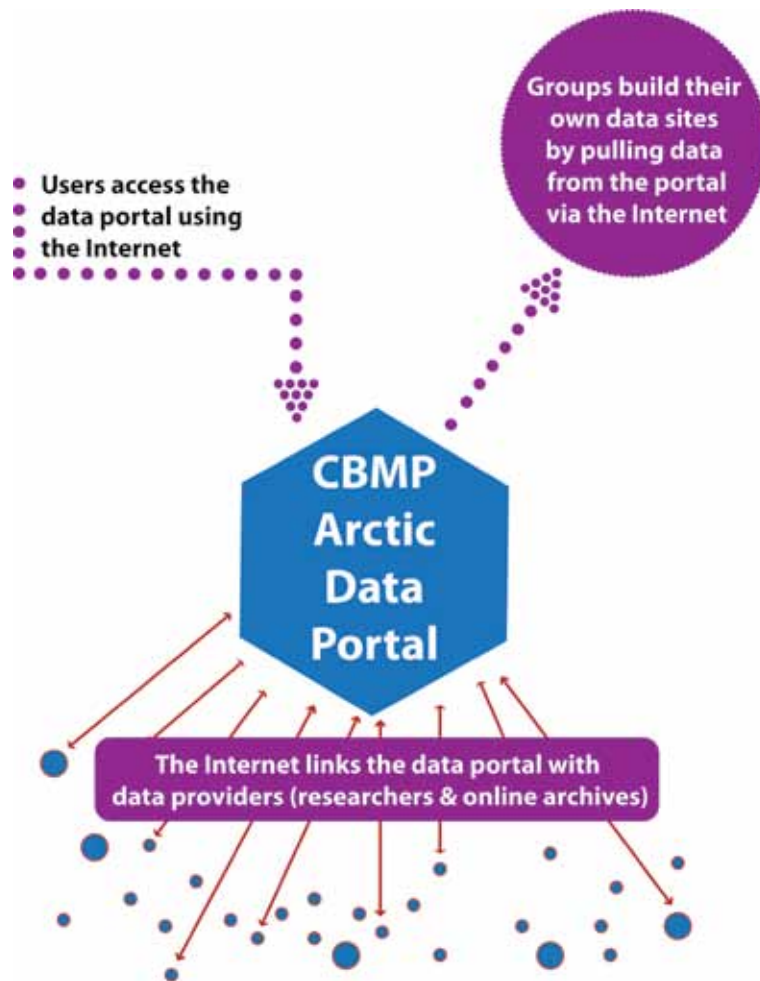 Groups build their
own data sites
by pulling data
from the portal
via the Internet
Users access the
data portal using
the Internet
CBMP
Arctic
Data
Portal
The Internet links the data portal with
data providers (researchers & online archives)